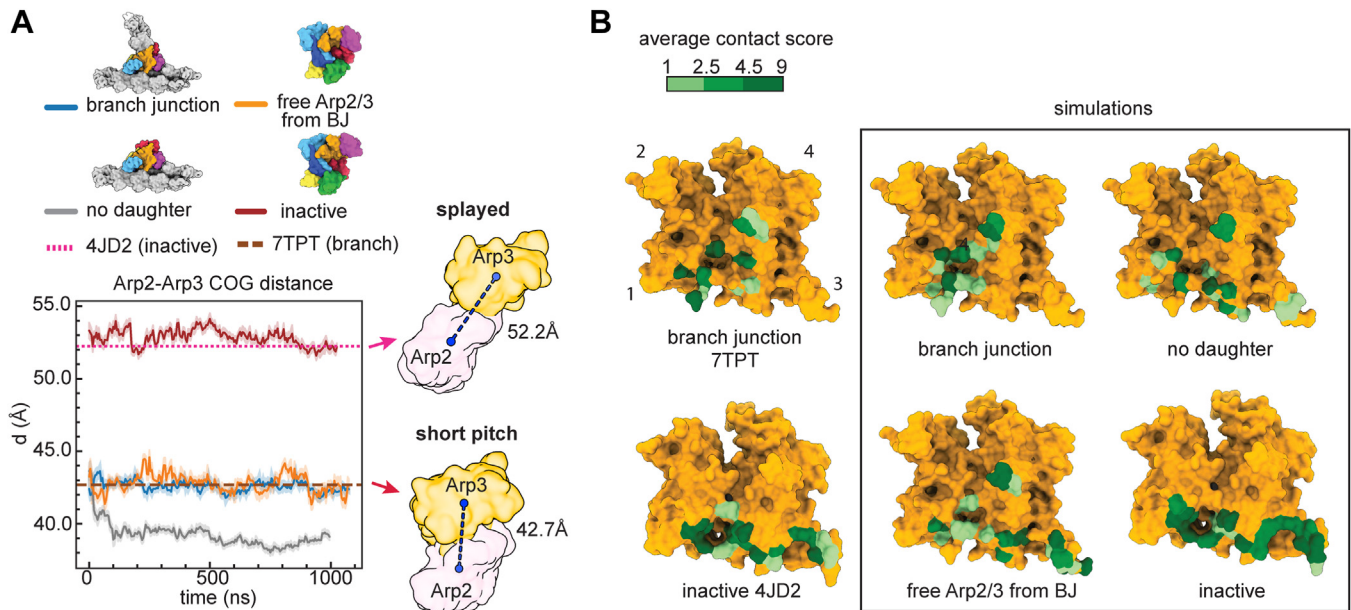 A
branch junction
free Arp2/3
from BJ
no daughter
inactive
4JD2 (inactive)
7TPT (branch)
Arp2-Arp3 COG distance
55.0
50.0
45.0
40.0
d (Å)
0
500
1000
time (ns)
splayed
Arp3
52.2Å
Arp2
short pitch
Arp3
42.7Å
Arp2
B
average contact score
1 2.5 4.5 9
simulations
2 4
1 3
branch junction
7TPT
branch junction
no daughter
inactive 4JD2
free Arp2/3 from BJ
inactive